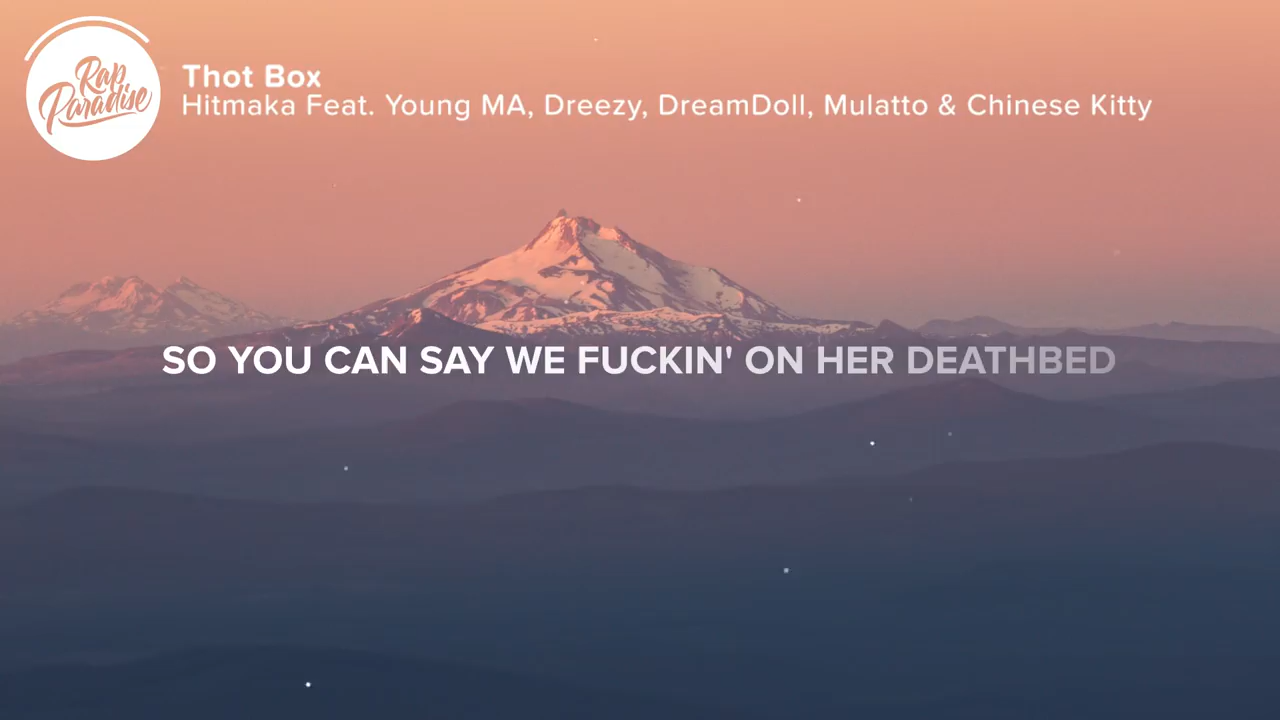 Rap
Paradise
Thot Box
Hitmaka Feat. Young MA, Dreezy, DreamDoll, Mulatto & Chinese Kitty
SO YOU CAN SAY WE FUCKIN' ON HER DEATHBED